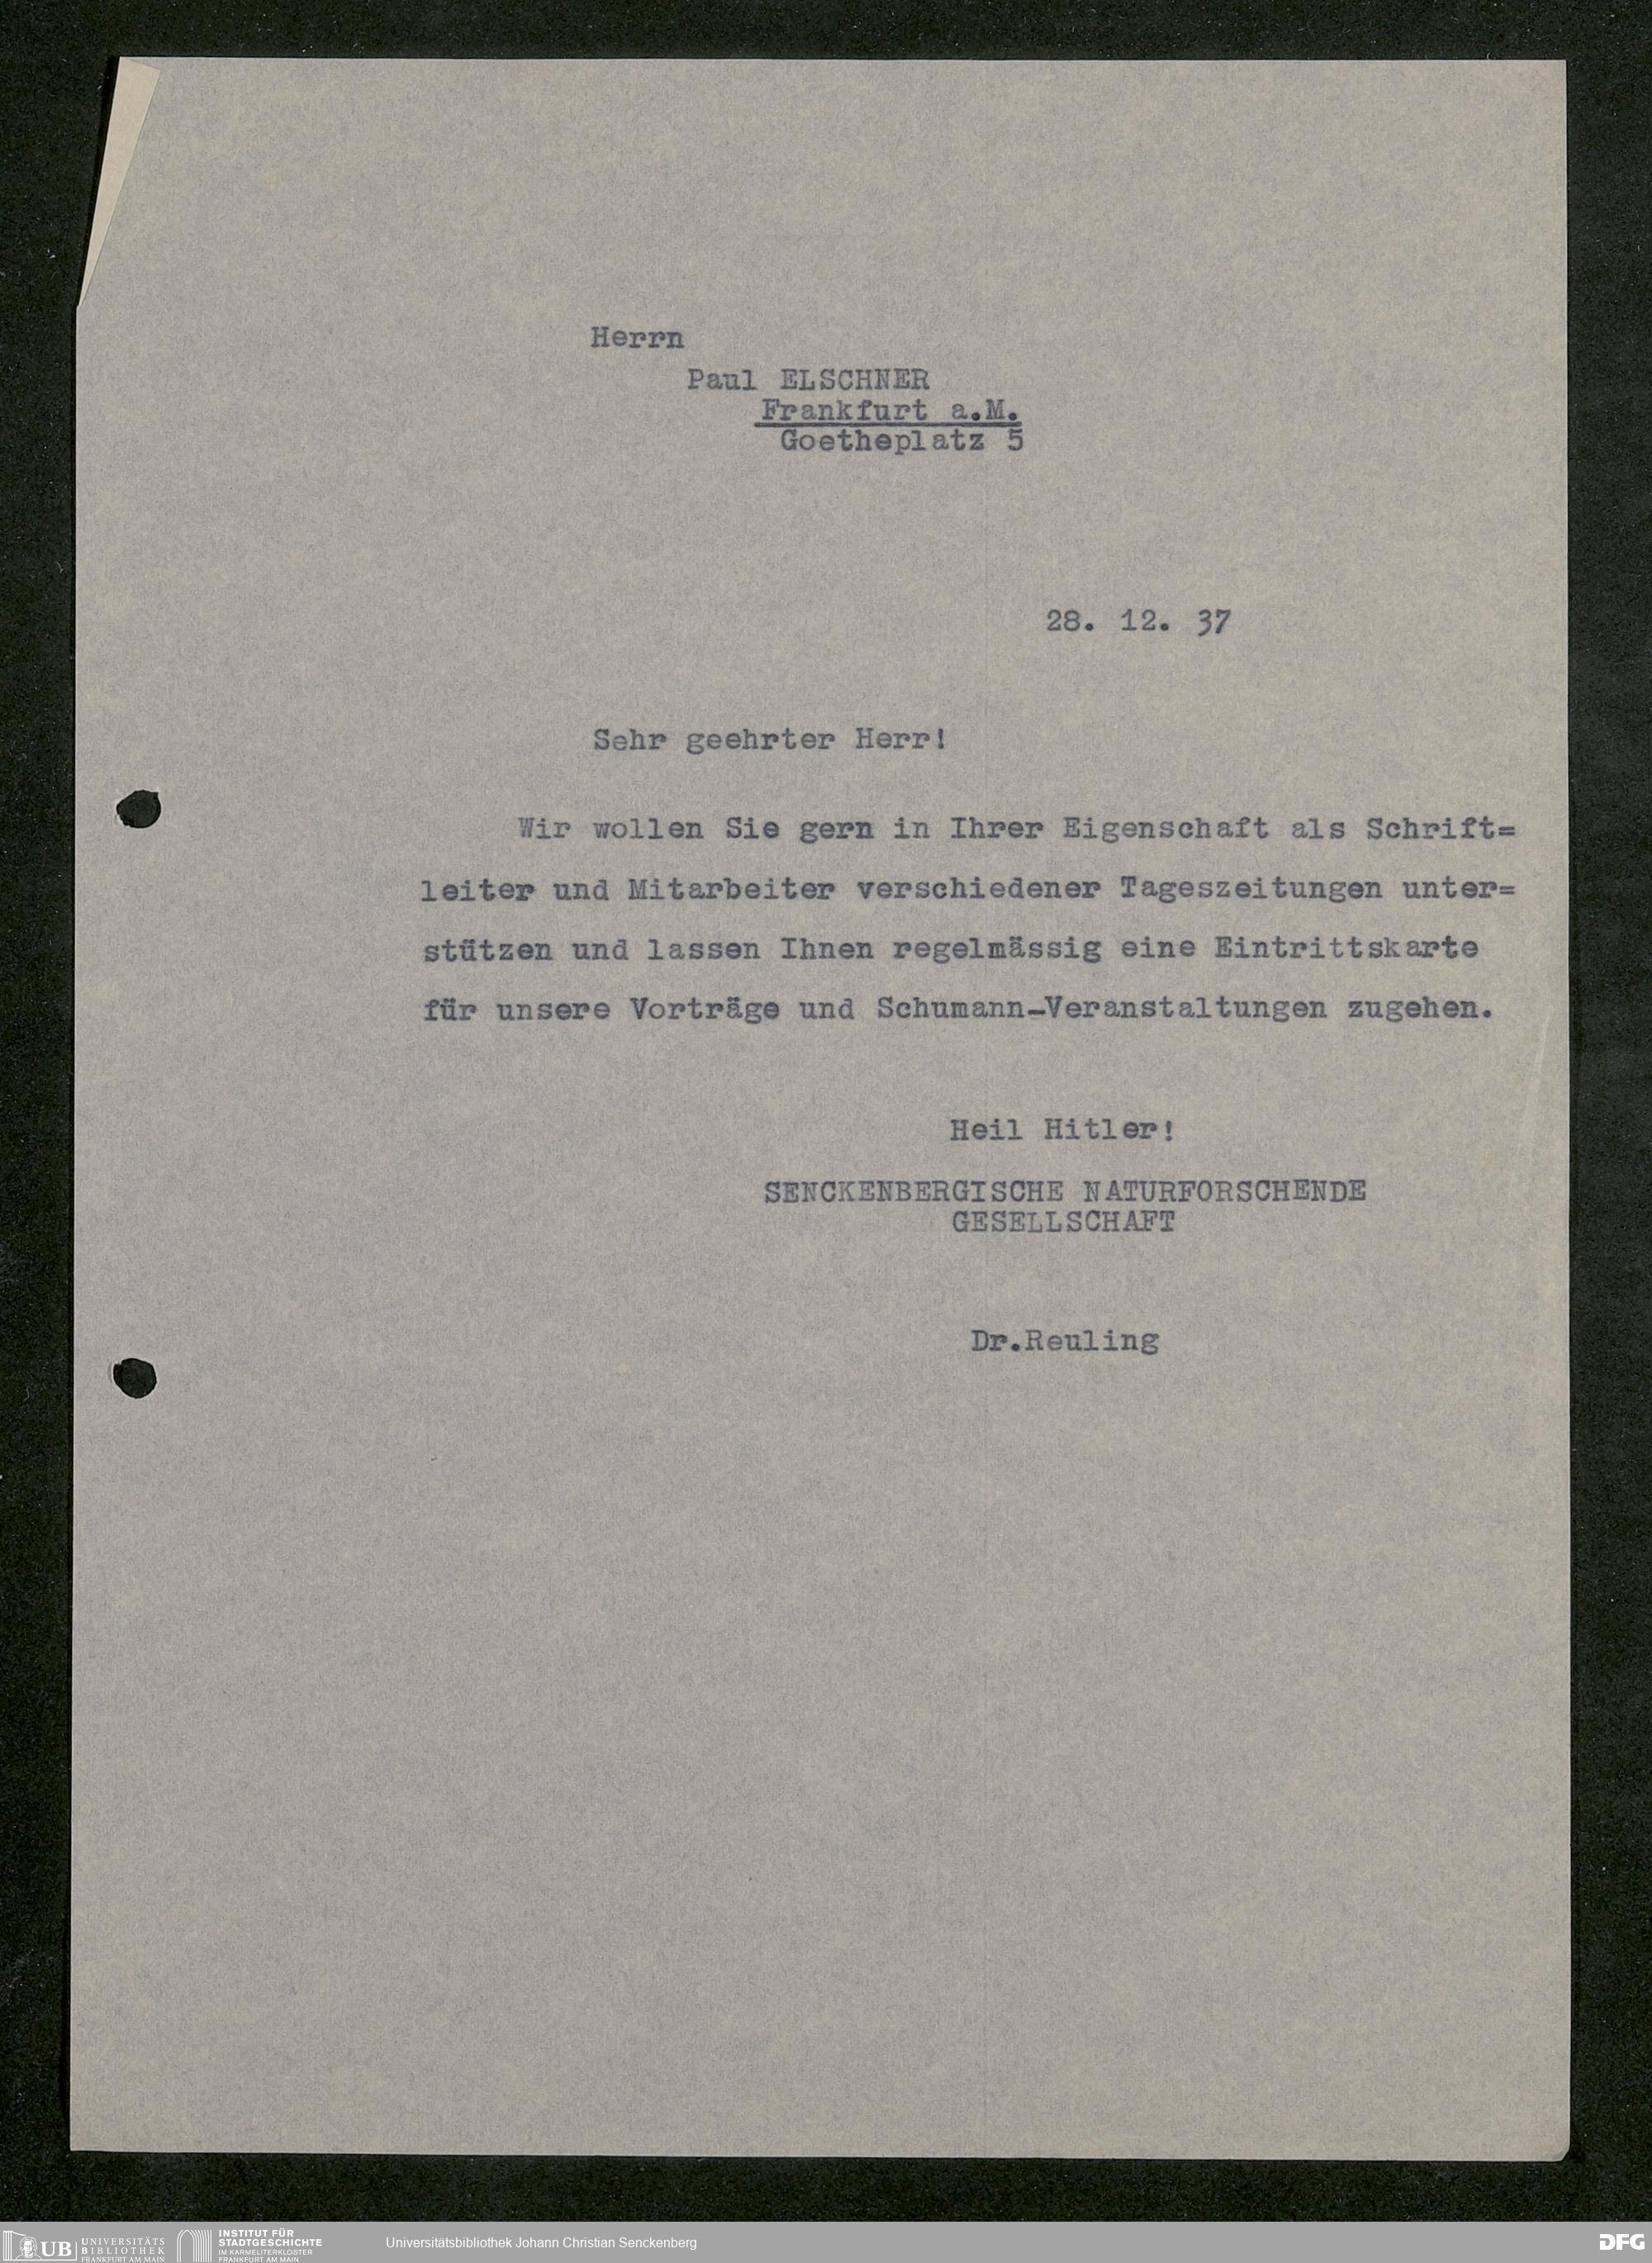 Herrn
Paul ELSCHNER
Frankfurt a.M.
Goetheplatz 5
28. 12. 37
Sehr geehrter Herr!
Wir wollen Sie gern in Ihrer Eigenschaft als Schrift=
leiter und Mitarbeiter verschiedener Tageszeitungen unter=
stützen und lassen Ihnen regelmässig eine Eintrittskarte
für unsere Vorträge und Schumann-Veranstaltungen zugehen.
Heil Hitler!
SENCKENBERGISCHE NATURFORSCHENDE
GESELLSCHAFT
Dr.Reuling
UB
UNIVERSITÄTS
BIBLIOTHEK
FRANKFURT AM MAIN
INSTITUT FÜR
STADTGESCHICHTE
IM KARMELITERKLOSTER
FRANKFURT AM MAIN
Universitätsbibliothek Johann Christian Senckenberg
DFG